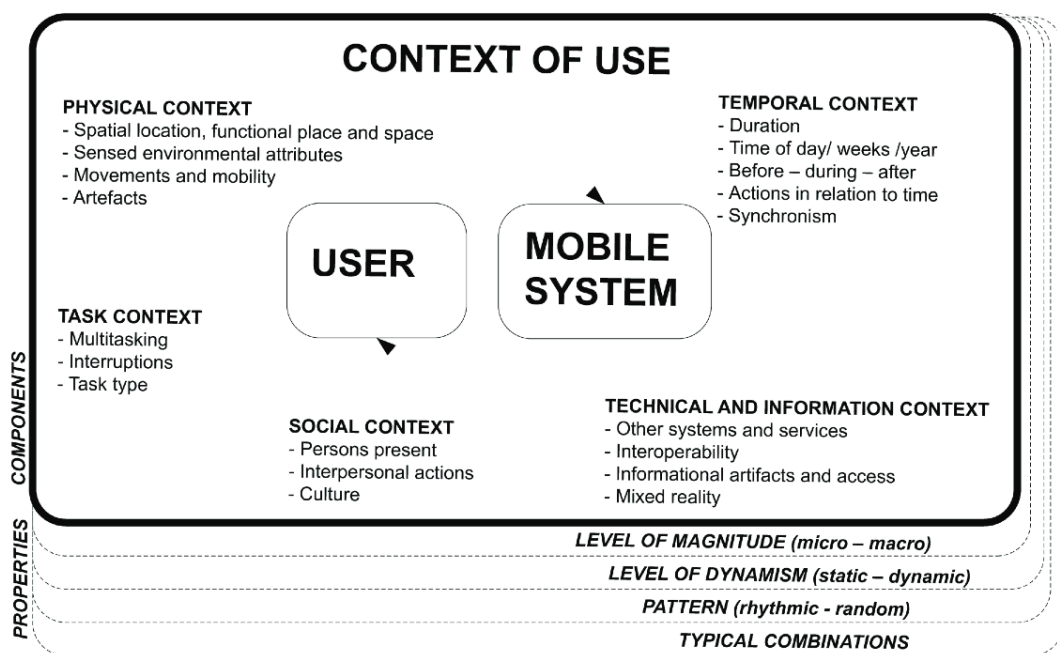 CONTEXT OF USE
PHYSICAL CONTEXT
- Spatial location, functional place and space
- Sensed environmental attributes
- Movements and mobility
- Artefacts
TEMPORAL CONTEXT
- Duration
- Time of day/ weeks /year
- Before – during – after
- Actions in relation to time
- Synchronism
USER
MOBILE
SYSTEM
TASK CONTEXT
- Multitasking
- Interruptions
- Task type
SOCIAL CONTEXT
- Persons present
- Interpersonal actions
- Culture
TECHNICAL AND INFORMATION CONTEXT
- Other systems and services
- Interoperability
- Informational artifacts and access
- Mixed reality
COMPONENTS
PROPERTIES
LEVEL OF MAGNITUDE (micro – macro)
LEVEL OF DYNAMISM (static – dynamic)
PATTERN (rhythmic - random)
TYPICAL COMBINATIONS